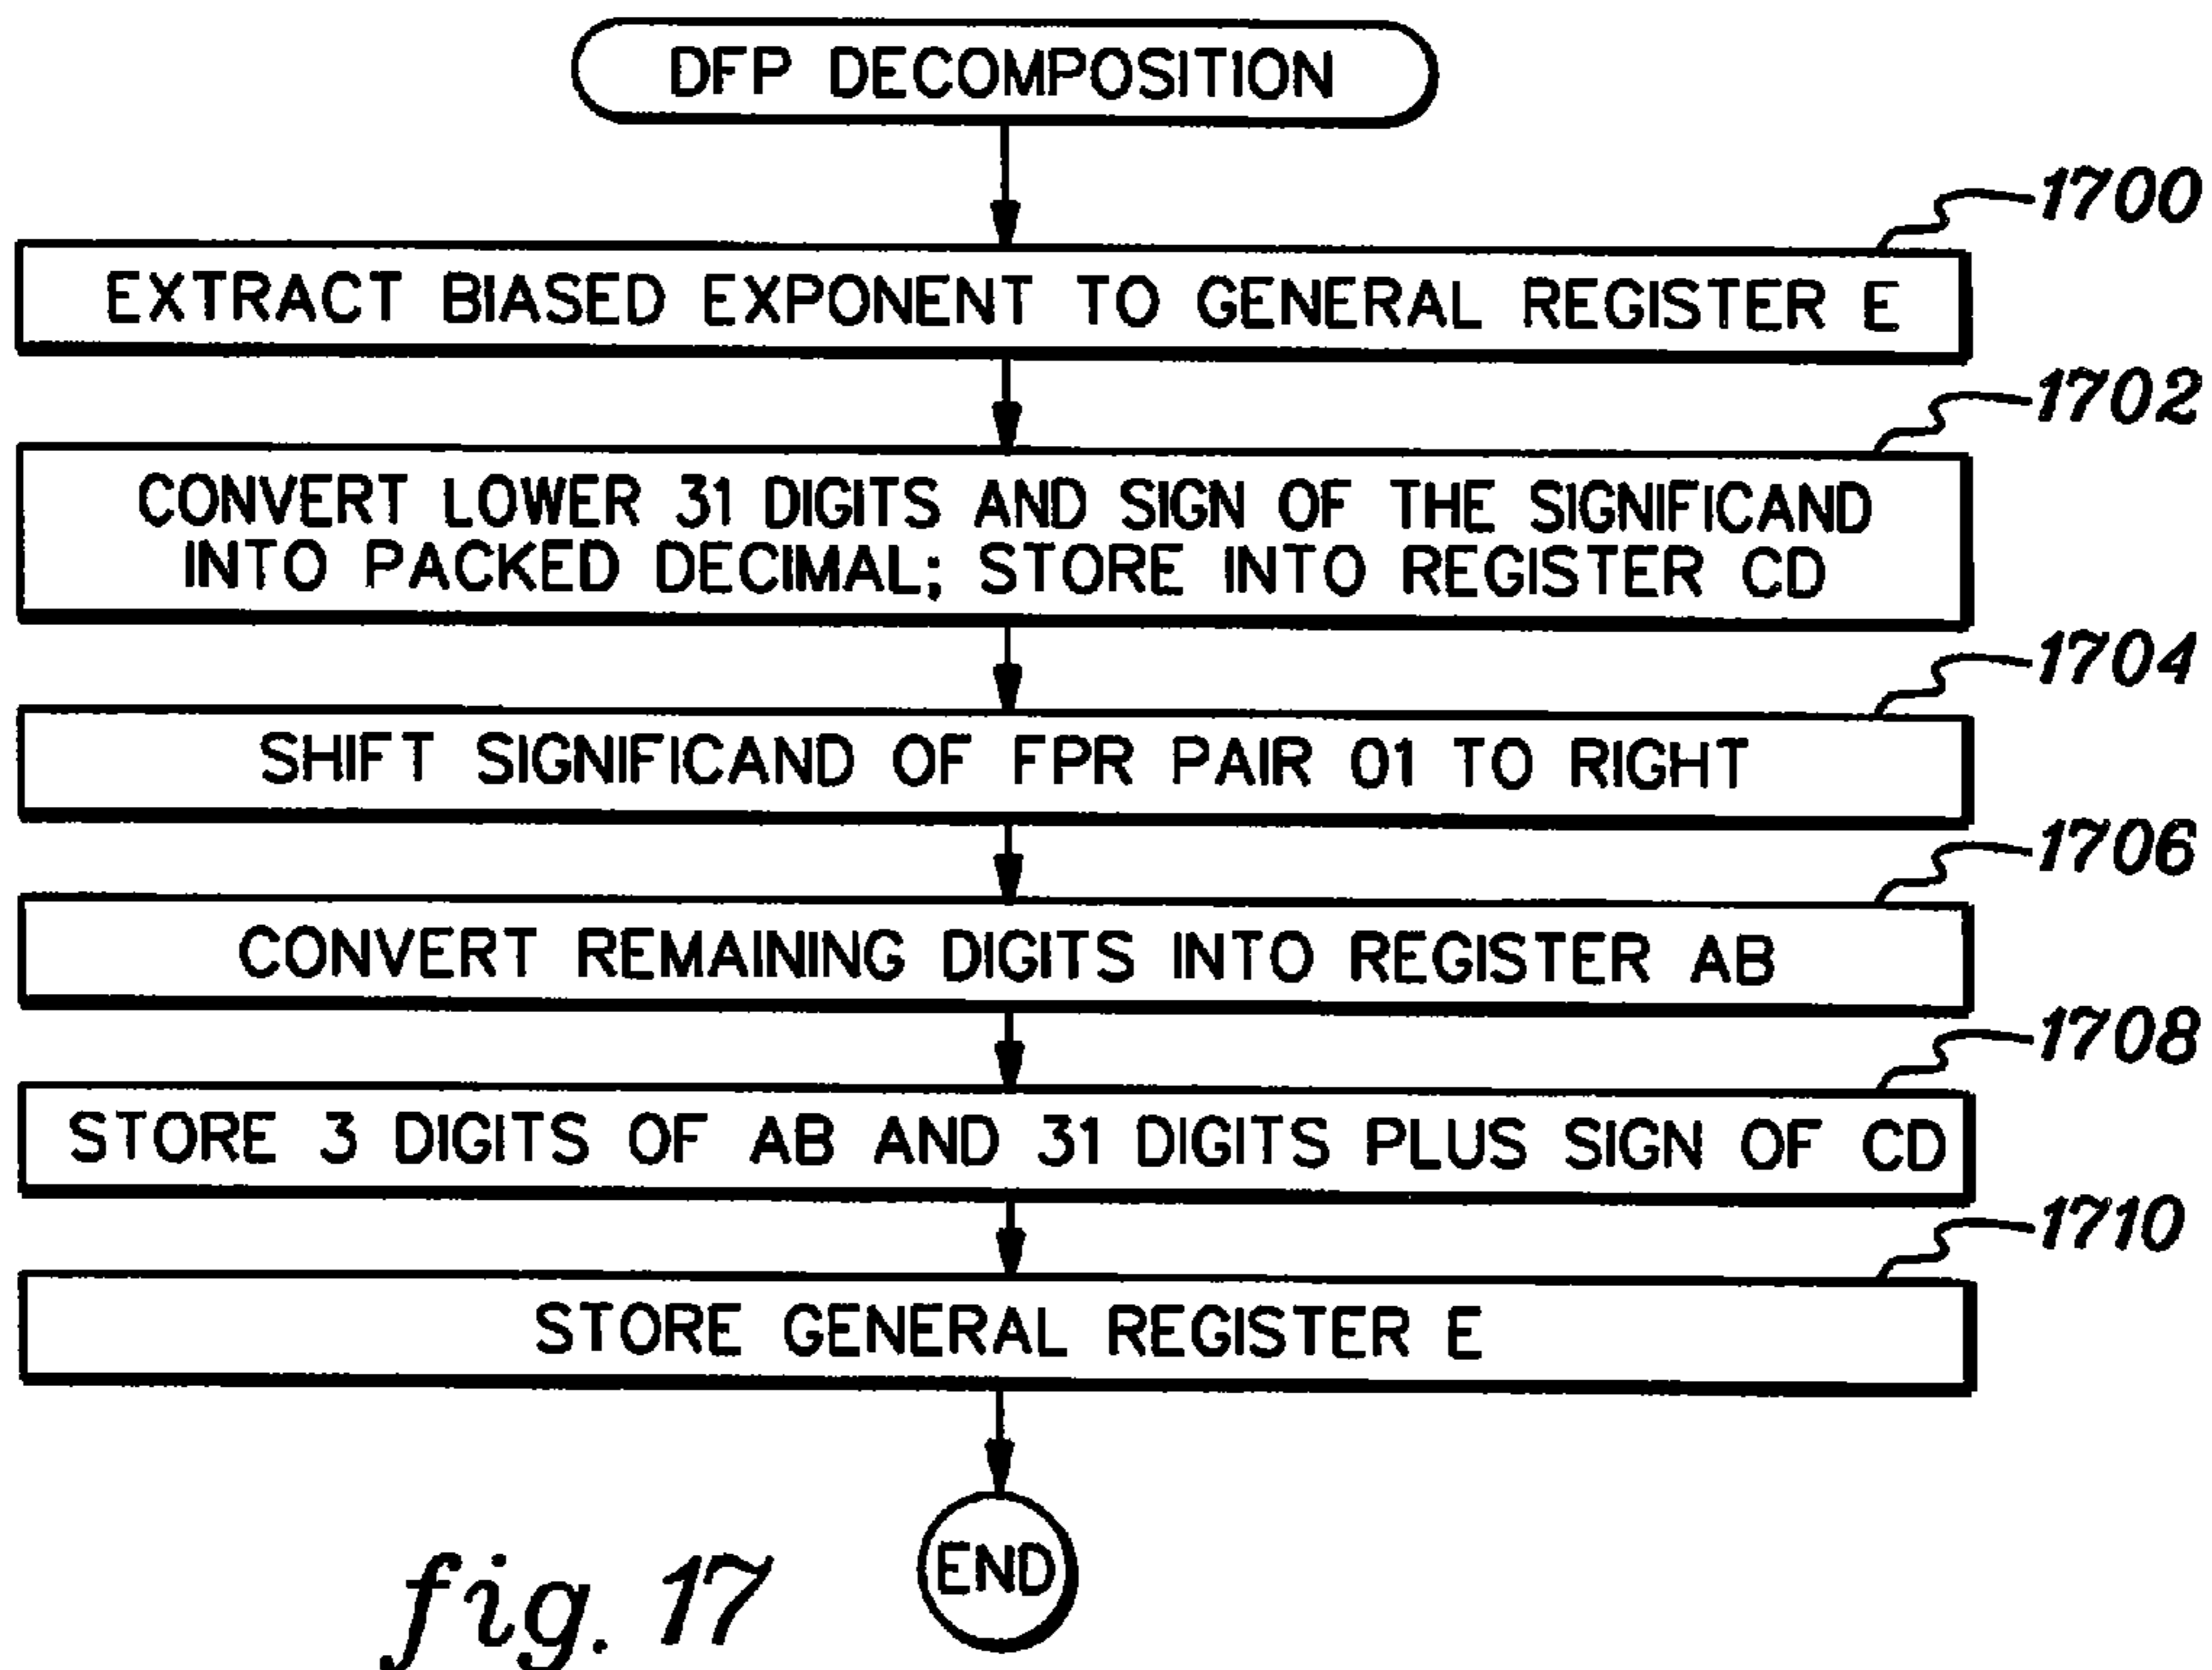 DFP DECOMPOSITION
1700
EXTRACT BIASED EXPONENT TO GENERAL REGISTER E
1702
CONVERT LOWER 31 DIGITS AND SIGN OF THE SIGNIFICAND
INTO PACKED DECIMAL; STORE INTO REGISTER CD
1704
SHIFT SIGNIFICAND OF FPR PAIR 01 TO RIGHT
1706
CONVERT REMAINING DIGITS INTO REGISTER AB
1708
STORE 3 DIGITS OF AB AND 31 DIGITS PLUS SIGN OF CD
1710
STORE GENERAL REGISTER E
END
fig. 17